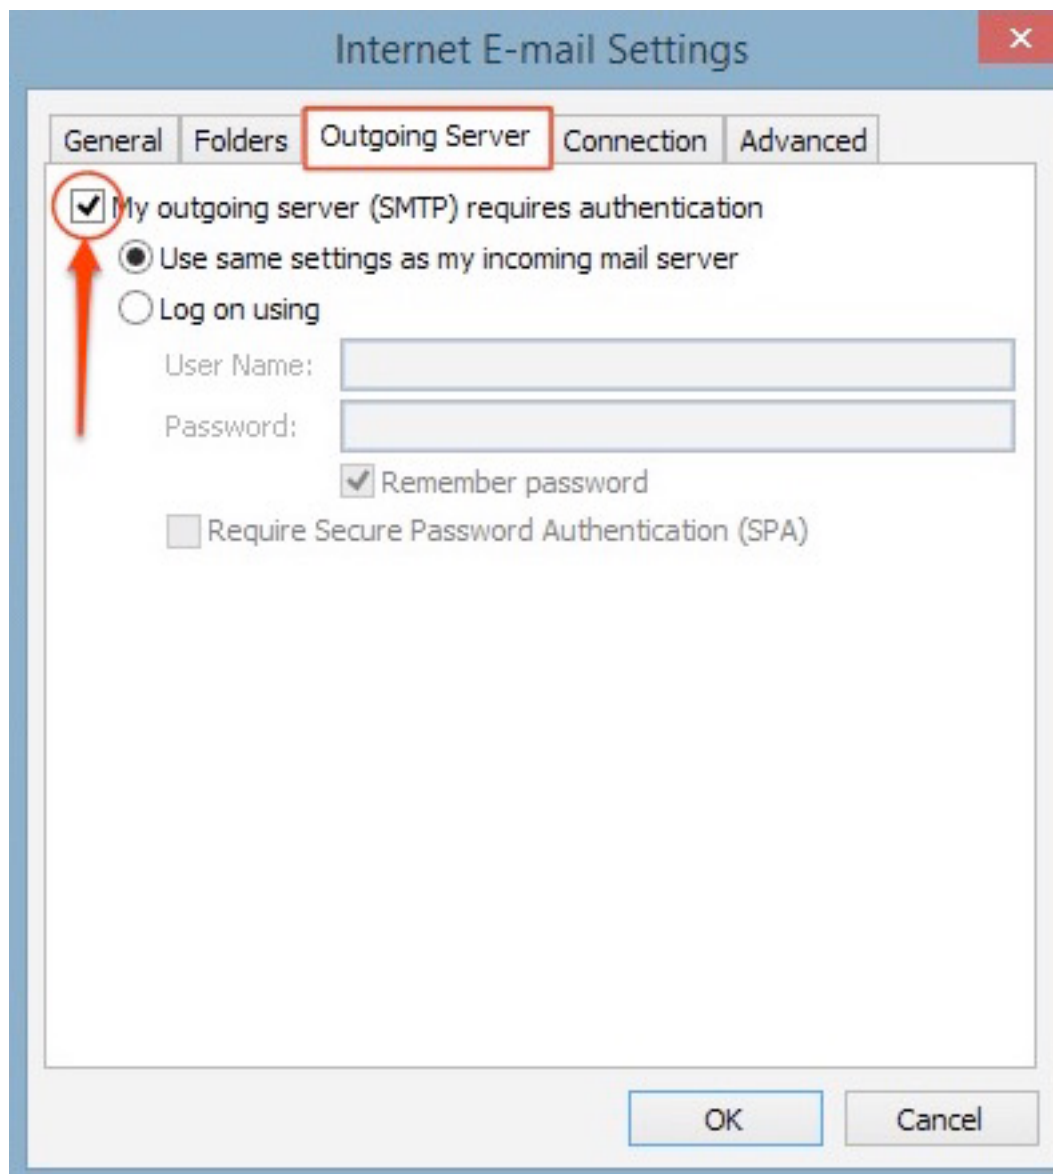 Internet E-mail Settings
General Folders Outgoing Server Connection Advanced
My outgoing server (SMTP) requires authentication
Use same settings as my incoming mail server
Log on using
User Name:
Password:
Remember password
Require Secure Password Authentication (SPA)
OK Cancel